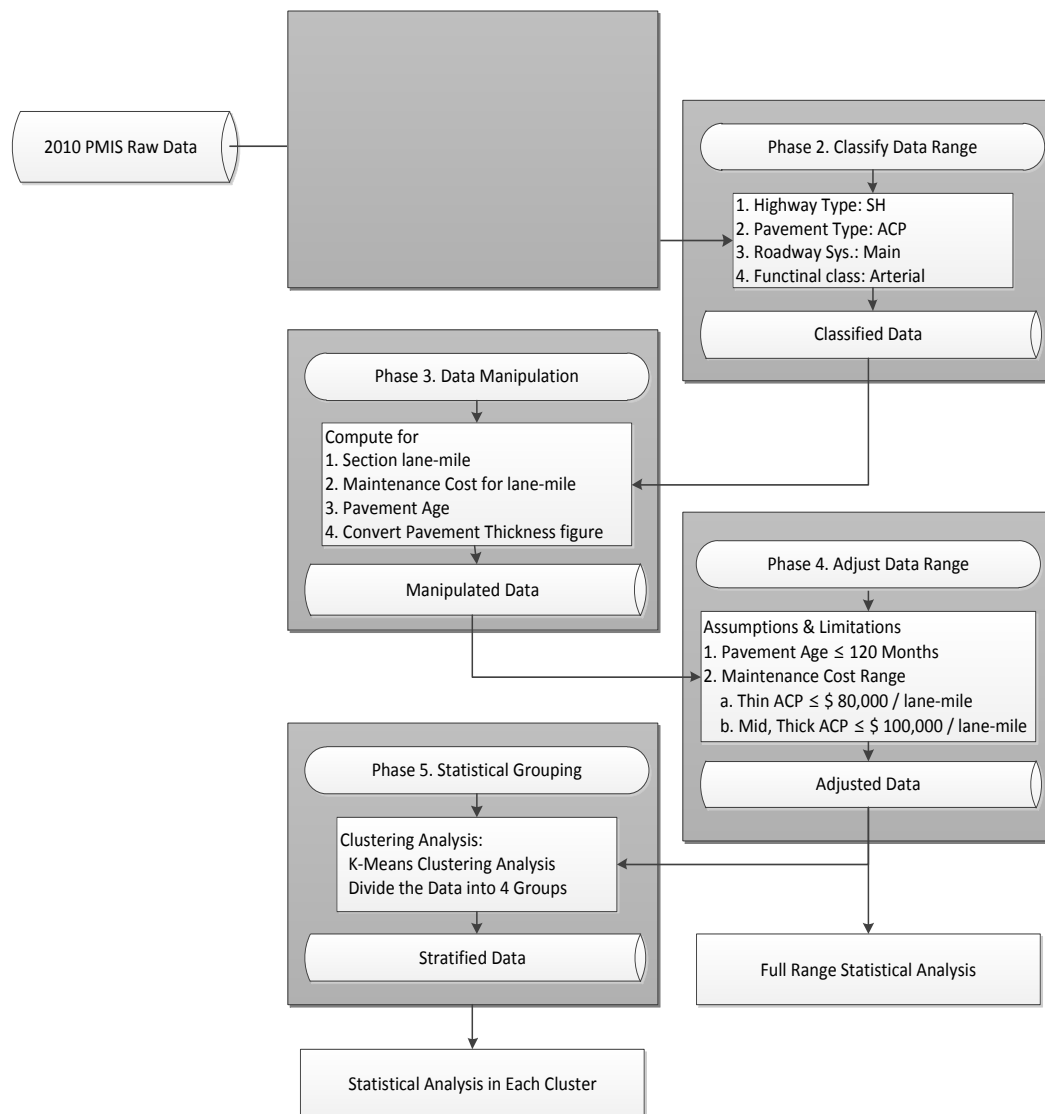 2010 PMIS Raw Data
Phase 2. Classify Data Range
1. Highway Type: SH
2. Pavement Type: ACP
3. Roadway Sys.: Main
4. Functinal class: Arterial
Classified Data
Phase 3. Data Manipulation
Compute for
1. Section lane-mile
2. Maintenance Cost for lane-mile
3. Pavement Age
4. Convert Pavement Thickness figure
Manipulated Data
Phase 4. Adjust Data Range
Assumptions & Limitations
1. Pavement Age ≤ 120 Months
2. Maintenance Cost Range
a. Thin ACP ≤ $ 80,000 / lane-mile
b. Mid, Thick ACP ≤ $ 100,000 / lane-mile
Adjusted Data
Phase 5. Statistical Grouping
Clustering Analysis:
K-Means Clustering Analysis
Divide the Data into 4 Groups
Stratified Data
Full Range Statistical Analysis
Statistical Analysis in Each Cluster